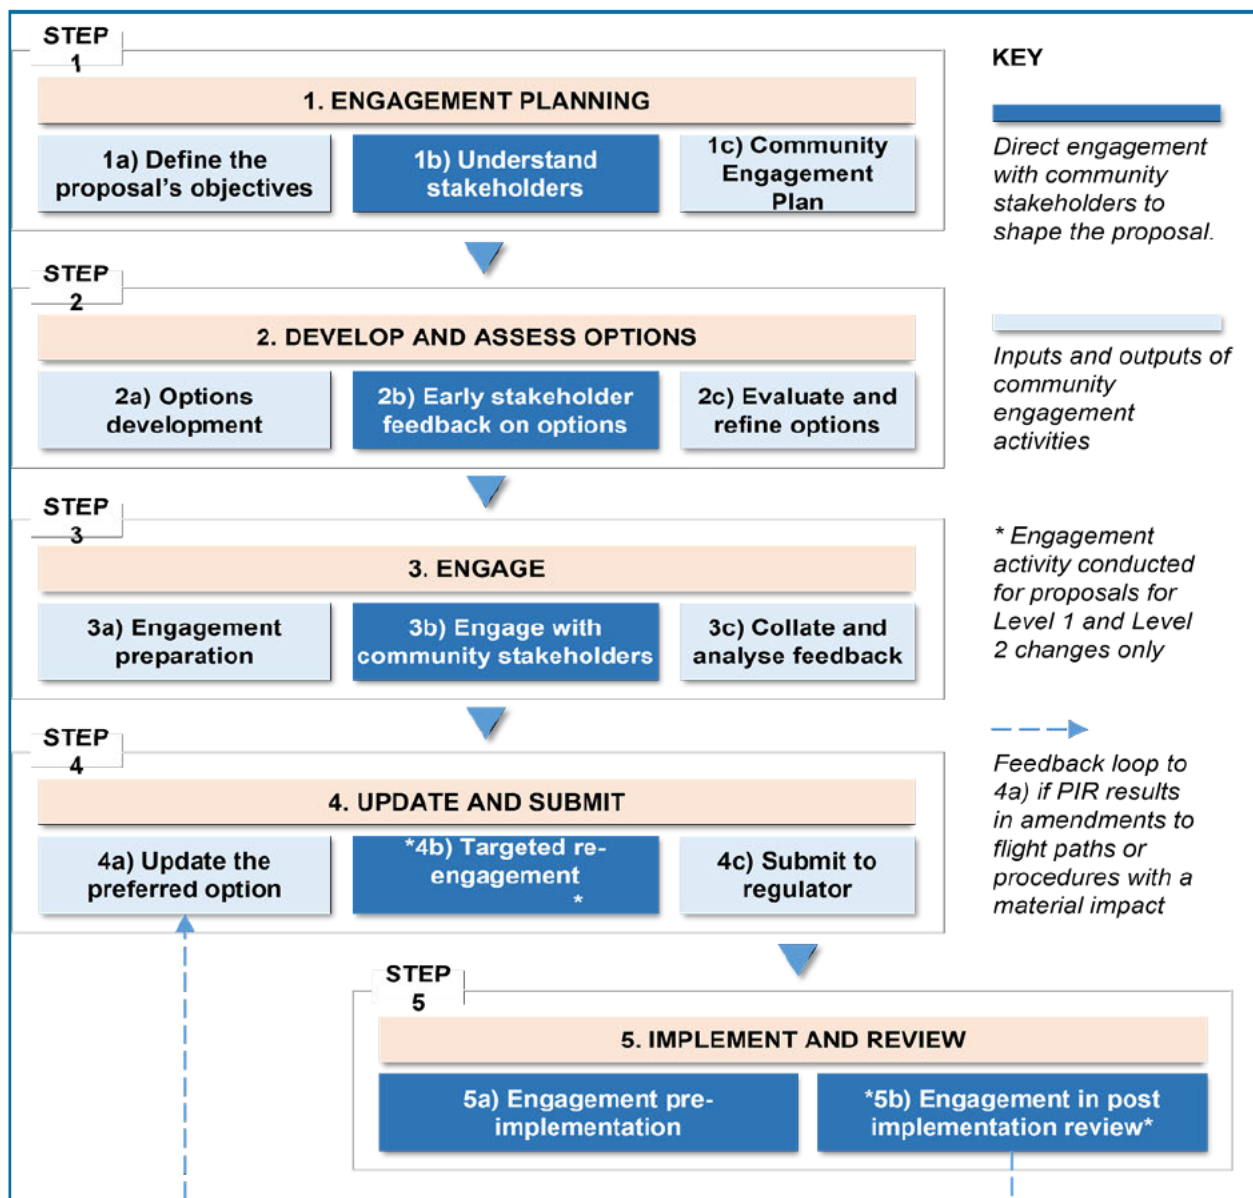 STEP
1
1. ENGAGEMENT PLANNING
1a) Define the
proposal's objectives
1b) Understand
stakeholders
1c) Community
Engagement
Plan
STEP
2
2. DEVELOP AND ASSESS OPTIONS
2a) Options
development
2b) Early stakeholder
feedback on options
2c) Evaluate and
refine options
STEP
3
3. ENGAGE
3a) Engagement
preparation
3b) Engage with
community stakeholders
3c) Collate and
analyse feedback
STEP
4
4. UPDATE AND SUBMIT
4a) Update the
preferred option
*4b) Targeted re-
engagement
*
4c) Submit to
regulator
STEP
5
5. IMPLEMENT AND REVIEW
5a) Engagement pre-
implementation
*5b) Engagement in post
implementation review*
KEY
Direct engagement
with community
stakeholders to
shape the proposal.
Inputs and outputs of
community
engagement
activities
* Engagement
activity conducted
for proposals for
Level 1 and Level
2 changes only
Feedback loop to
4a) if PIR results
in amendments to
flight paths or
procedures with a
material impact